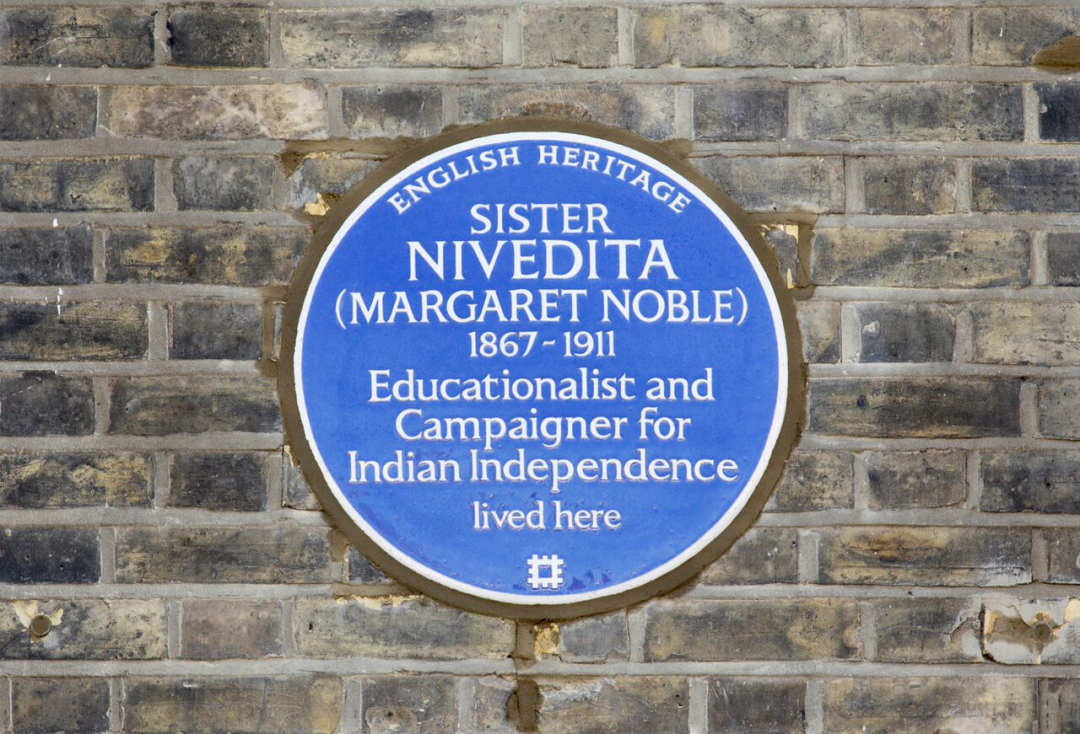 ENGLISH HERITAGE
SISTER
NIVEDITA
(MARGARET NOBLE)
1867-1911
Educationalist and
Campaigner for
Indian Independence
lived here